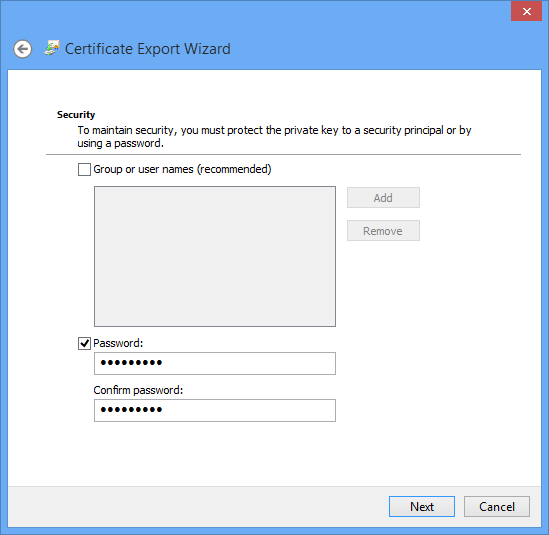 Certificate Export Wizard
Security
To maintain security, you must protect the private key to a security principal or by
using a password.
Group or user names (recommended)
Add
Remove
Password:
•••••••••
Confirm password:
•••••••••
Next
Cancel